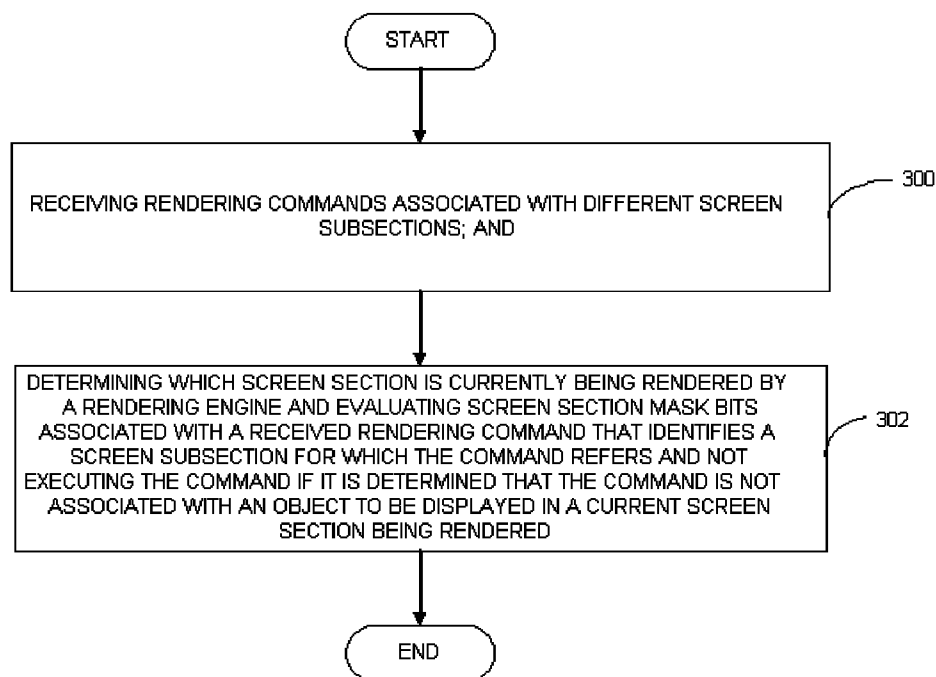 START
RECEIVING RENDERING COMMANDS ASSOCIATED WITH DIFFERENT SCREEN
SUBSECTIONS; AND
300
DETERMINING WHICH SCREEN SECTION IS CURRENTLY BEING RENDERED BY
A RENDERING ENGINE AND EVALUATING SCREEN SECTION MASK BITS
ASSOCIATED WITH A RECEIVED RENDERING COMMAND THAT IDENTIFIES A
SCREEN SUBSECTION FOR WHICH THE COMMAND REFERS AND NOT
EXECUTING THE COMMAND IF IT IS DETERMINED THAT THE COMMAND IS NOT
ASSOCIATED WITH AN OBJECT TO BE DISPLAYED IN A CURRENT SCREEN
SECTION BEING RENDERED
302
END